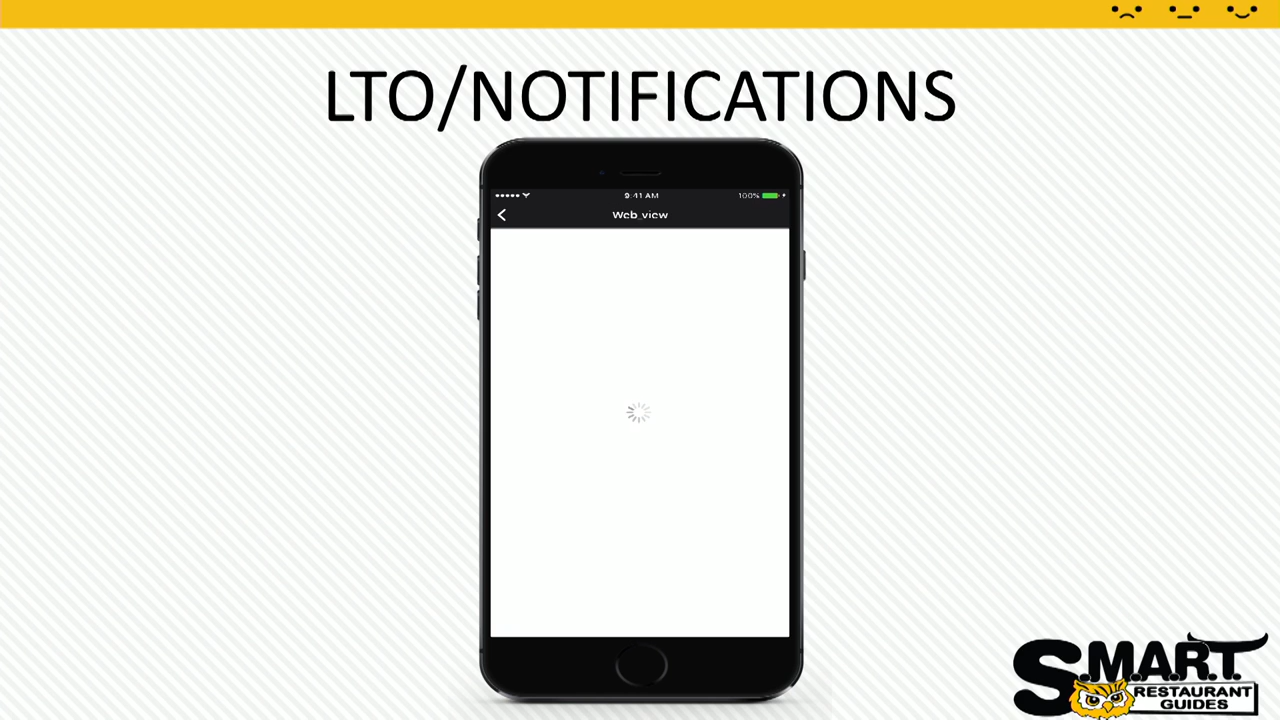 LTO/NOTIFICATIONS
9:41 AM
100%
Web_view
S.M.A.R.T.
RESTAURANT
GUIDES